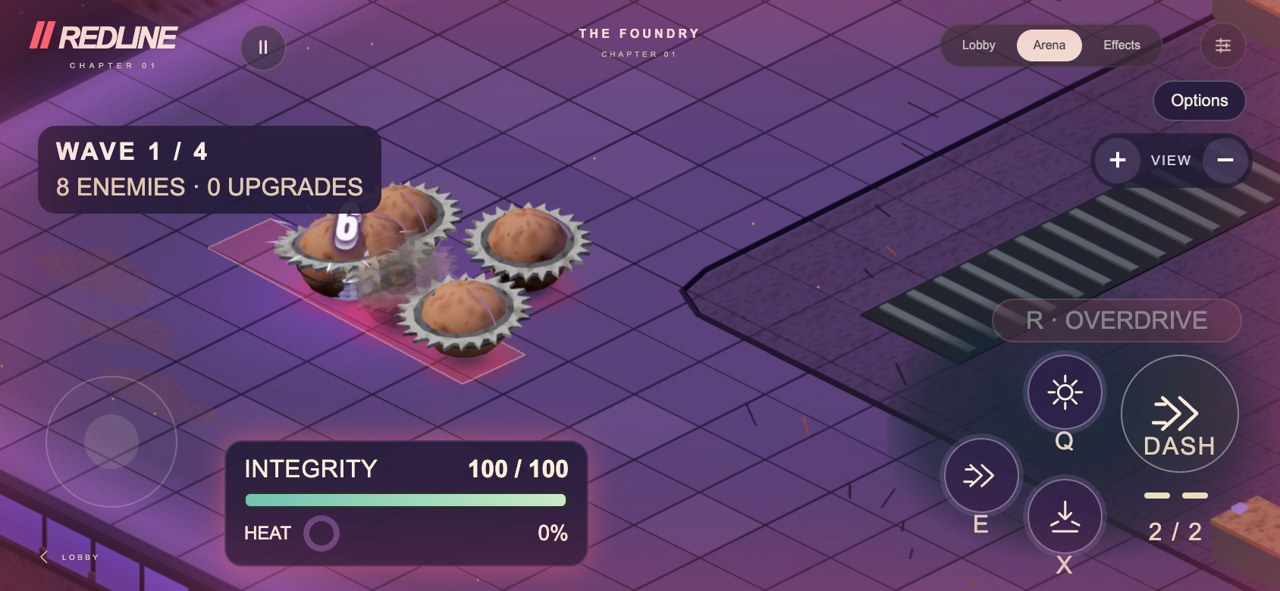 REDLINE
CHAPTER 01
THE FOUNDRY
CHAPTER 01
Lobby Arena Effects
Options
+ VIEW −
WAVE 1 / 4
8 ENEMIES · 0 UPGRADES
6
R · OVERDRIVE
Q
DASH
E
X
2 / 2
INTEGRITY 100 / 100
HEAT 0%
LOBBY